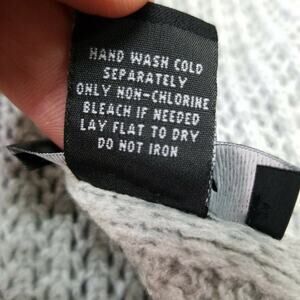 HAND WASH COLD
SEPARATELY
ONLY NON-CHLORINE
BLEACH IF NEEDED
LAY FLAT TO DRY
DO NOT IRON